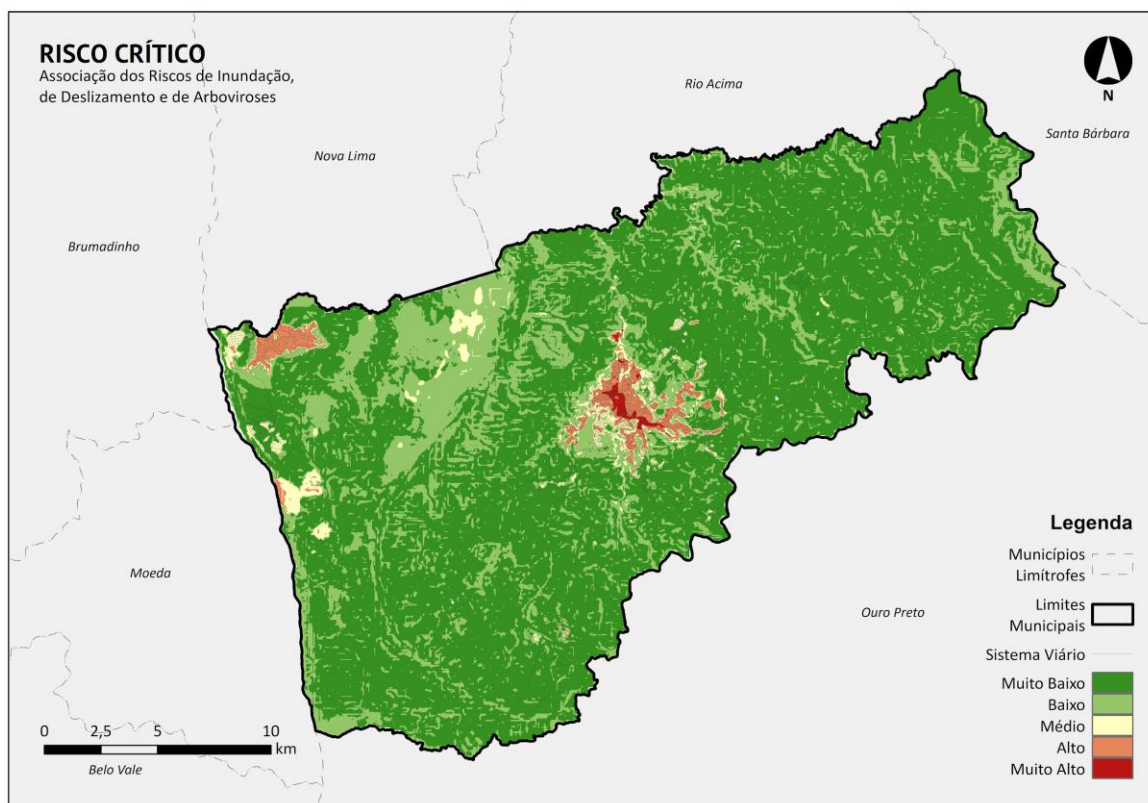 RISCO CRÍTICO
Associação dos Riscos de Inundação,
de Deslizamento e de Arboviroses
N
Rio Acima
Santa Bárbara
Nova Lima
Brumadinho
Moeda
Ouro Preto
Belo Vale
0 2,5 5 10
km
Legenda
Municípios
Limítrofes
Limites
Municipais
Sistema Viário
Muito Baixo
Baixo
Médio
Alto
Muito Alto